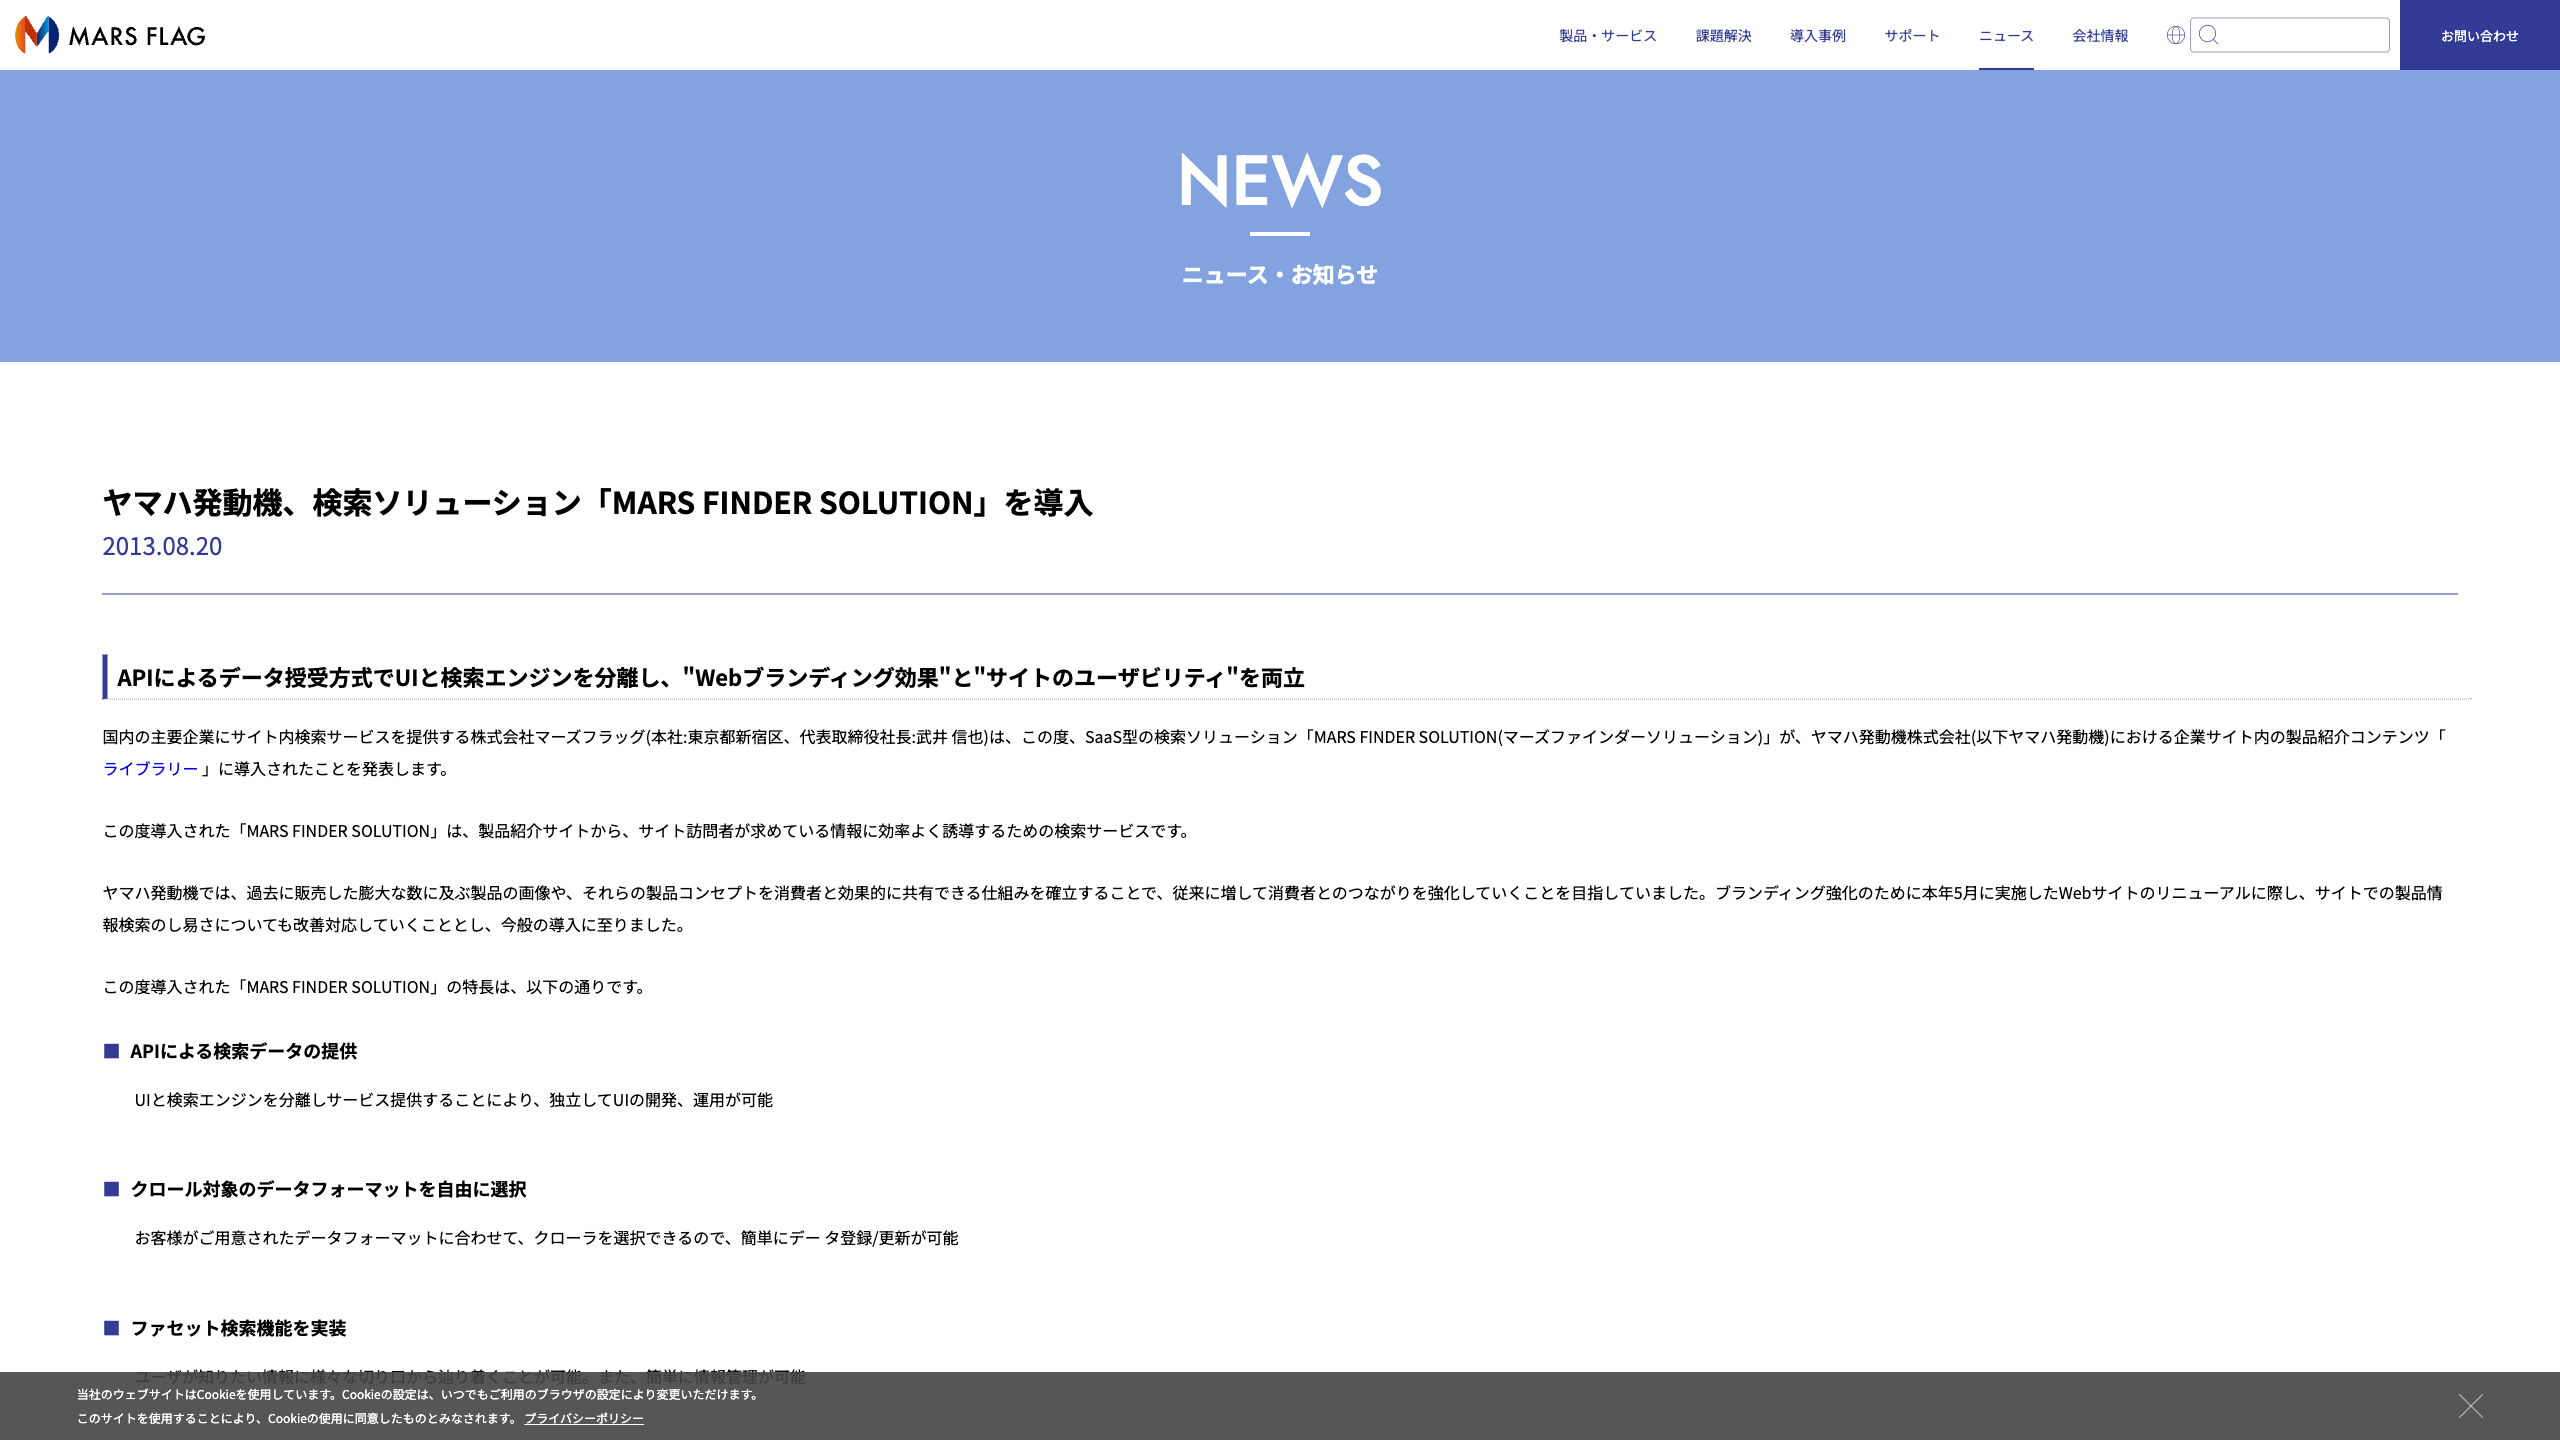 MARS FLAG
製品・サービス 課題解決 導入事例 サポート ニュース 会社情報 お問い合わせ
NEWS
ニュース・お知らせ
ヤマハ発動機、検索ソリューション「MARS FINDER SOLUTION」を導入
2013.08.20
APIによるデータ授受方式でUIと検索エンジンを分離し、"Webブランディング効果"と"サイトのユーザビリティ"を両立
国内の主要企業にサイト内検索サービスを提供する株式会社マーズフラッグ(本社:東京都新宿区、代表取締役社長:武井 信也)は、この度、SaaS型の検索ソリューション「MARS FINDER SOLUTION(マーズファインダーソリューション)」が、ヤマハ発動機株式会社(以下ヤマハ発動機)における企業サイト内の製品紹介コンテンツ「
ライブラリー 」に導入されたことを発表します。
この度導入された「MARS FINDER SOLUTION」は、製品紹介サイトから、サイト訪問者が求めている情報に効率よく誘導するための検索サービスです。
ヤマハ発動機では、過去に販売した膨大な数に及ぶ製品の画像や、それらの製品コンセプトを消費者と効果的に共有できる仕組みを確立することで、従来に増して消費者とのつながりを強化していくことを目指していました。ブランディング強化のために本年5月に実施したWebサイトのリニューアルに際し、サイトでの製品情
報検索のし易さについても改善対応していくこととし、今般の導入に至りました。
この度導入された「MARS FINDER SOLUTION」の特長は、以下の通りです。
■ APIによる検索データの提供
UIと検索エンジンを分離しサービス提供することにより、独立してUIの開発、運用が可能
■ クロール対象のデータフォーマットを自由に選択
お客様がご用意されたデータフォーマットに合わせて、クローラを選択できるので、簡単にデー タ登録/更新が可能
■ ファセット検索機能を実装
ユーザが知りたい情報に様々な切り口から辿り着くことが可能。また、簡単に情報管理が可能
当社のウェブサイトはCookieを使用しています。Cookieの設定は、いつでもご利用のブラウザの設定により変更いただけます。
このサイトを使用することにより、Cookieの使用に同意したものとみなされます。 プライバシーポリシー